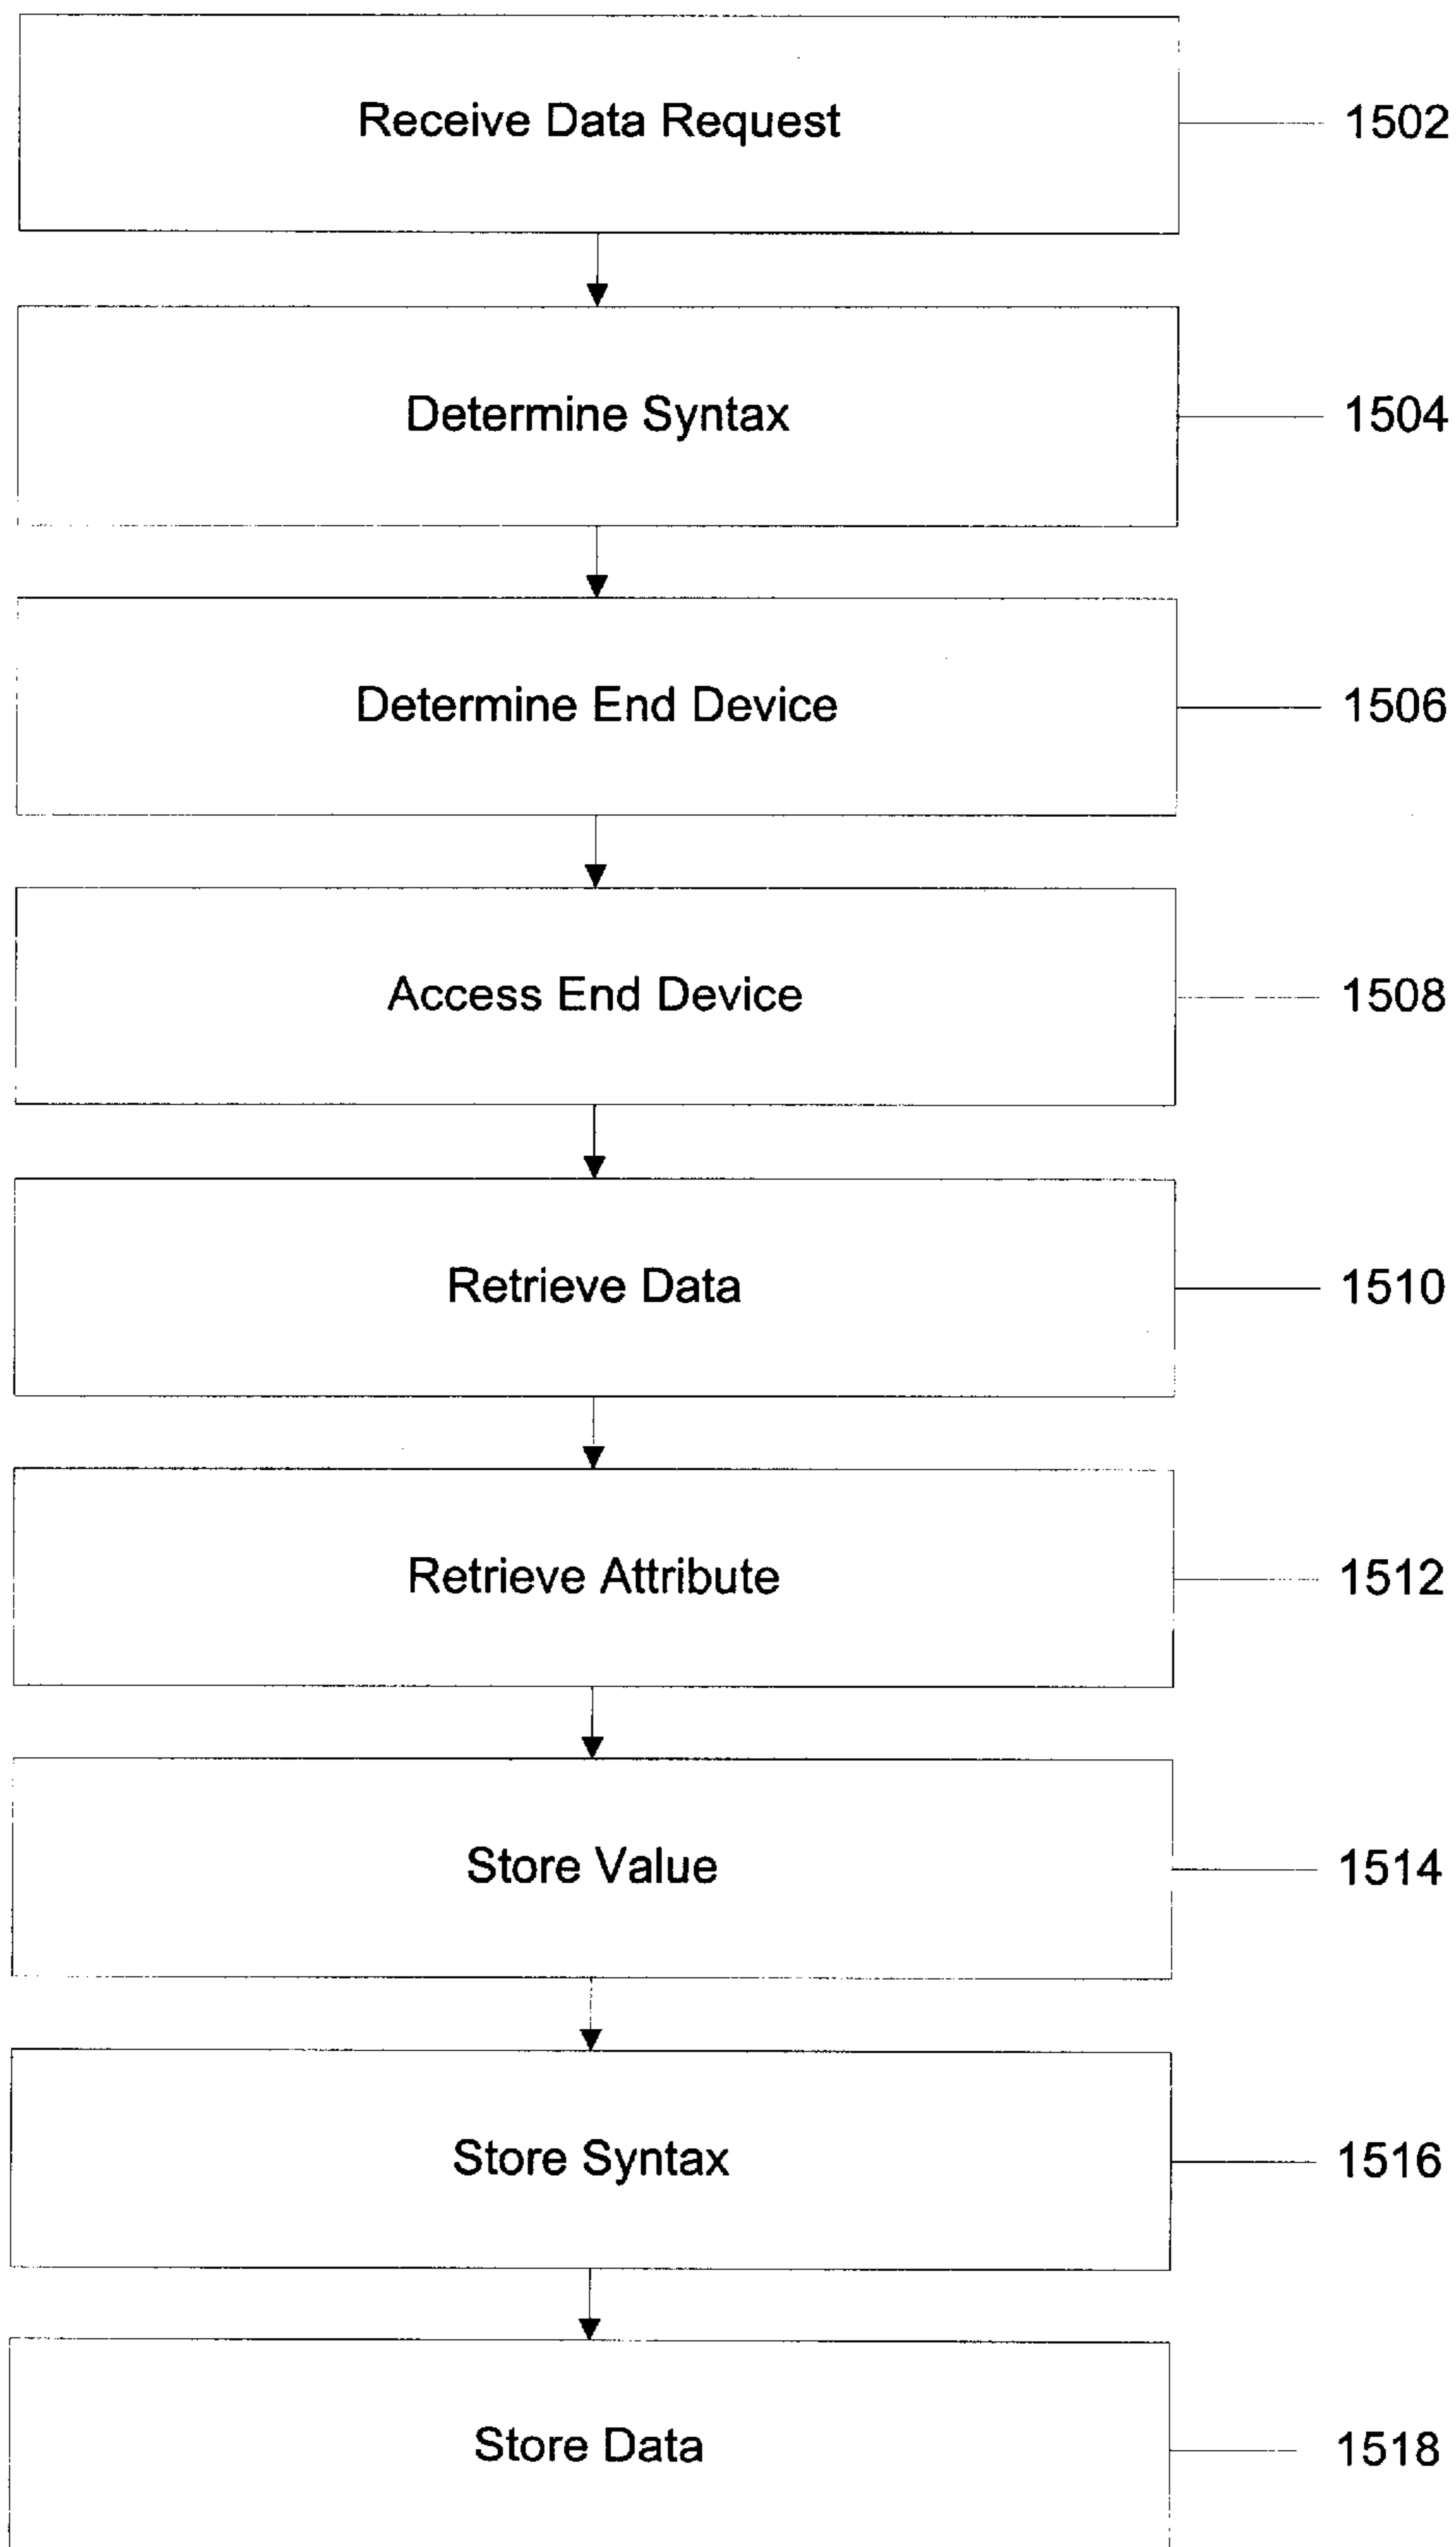 Receive Data Request 1502
Determine Syntax 1504
Determine End Device 1506
Access End Device 1508
Retrieve Data 1510
Retrieve Attribute 1512
Store Value 1514
Store Syntax 1516
Store Data 1518